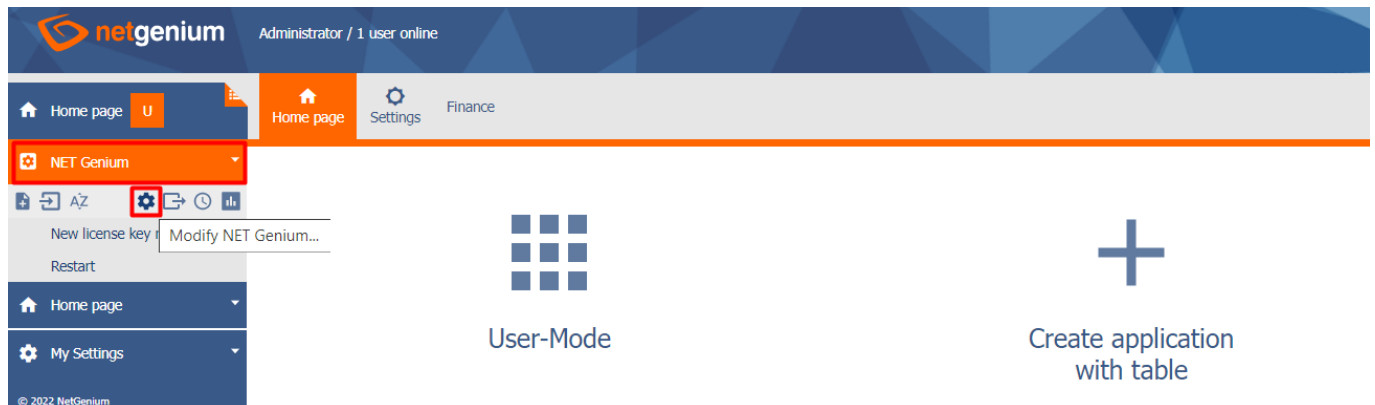 netgenium
Administrator / 1 user online
Home page U
Home page
Settings
Finance
NET Genium
AZ
New license key
Modify NET Genium...
Restart
Home page
My Settings
© 2022 NetGenium
User-Mode
Create application
with table